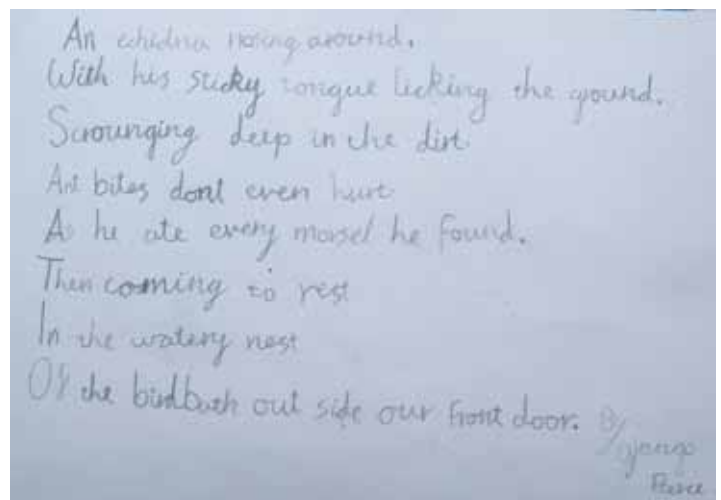 An echidna nosing around.
With his sticky tongue licking the ground.
Scrounging deep in the dirt
Ant bites dont even hurt
As he ate every morsel he found.
Then coming to rest
In the watery nest
Of the birdbath out side our front door. By